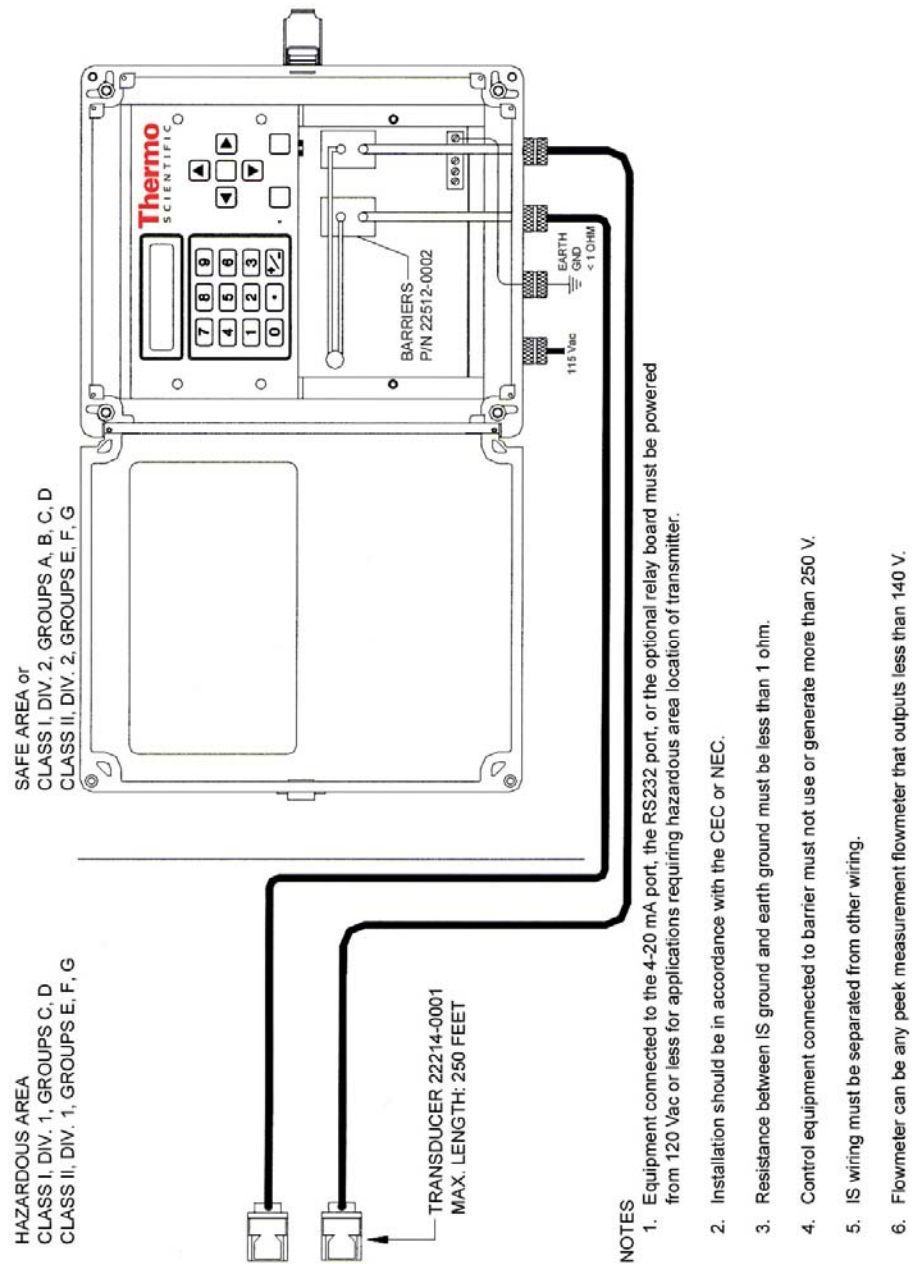 HAZARDOUS AREA
CLASS I, DIV. 1, GROUPS C, D
CLASS II, DIV. 1, GROUPS E, F, G
SAFE AREA or
CLASS I, DIV. 2, GROUPS A, B, C, D
CLASS II, DIV. 2, GROUPS E, F, G
Thermo
SCIENTIFIC
7 8 9
4 5 6
1 2 3
0 . +/-
BARRIERS
P/N 22512-0002
115 Vac
EARTH
GND
< 1 OHM
TRANSDUCER 22214-0001
MAX. LENGTH: 250 FEET
NOTES
1. Equipment connected to the 4-20 mA port, the RS232 port, or the optional relay board must be powered
from 120 Vac or less for applications requiring hazardous area location of transmitter.
2. Installation should be in accordance with the CEC or NEC.
3. Resistance between IS ground and earth ground must be less than 1 ohm.
4. Control equipment connected to barrier must not use or generate more than 250 V.
5. IS wiring must be separated from other wiring.
6. Flowmeter can be any peek measurement flowmeter that outputs less than 140 V.